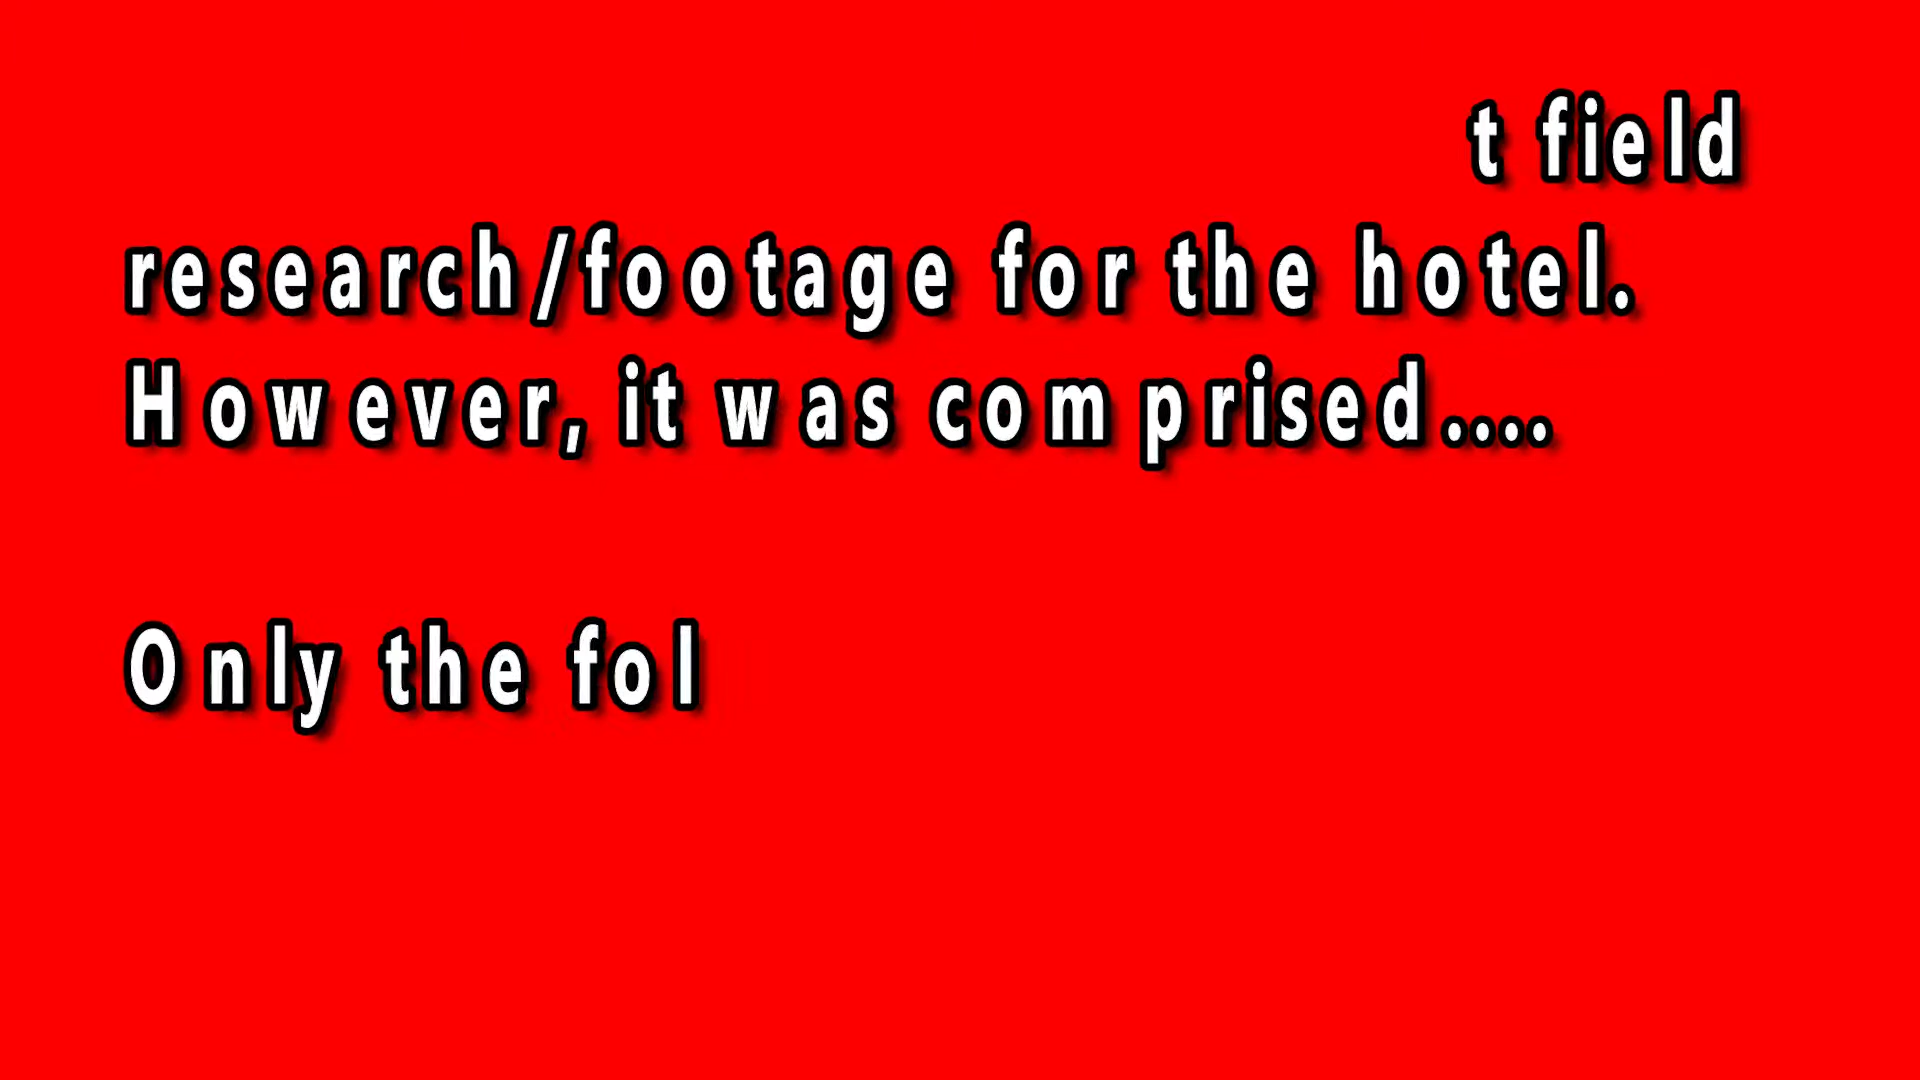 t field
research/footage for the hotel.
However, it was comprised....
Only the fol